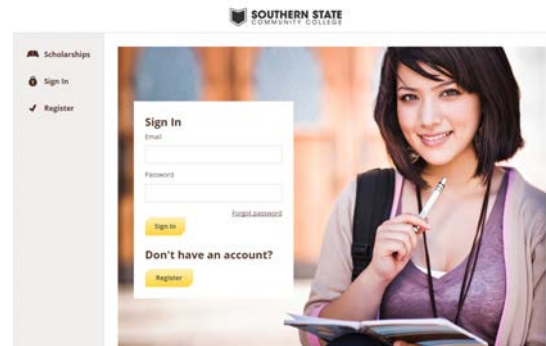 SOUTHERN STATE
COMMUNITY COLLEGE
Scholarships
Sign In
Register
Sign In
Email
Password
Forgot password
Sign In
Don't have an account?
Register